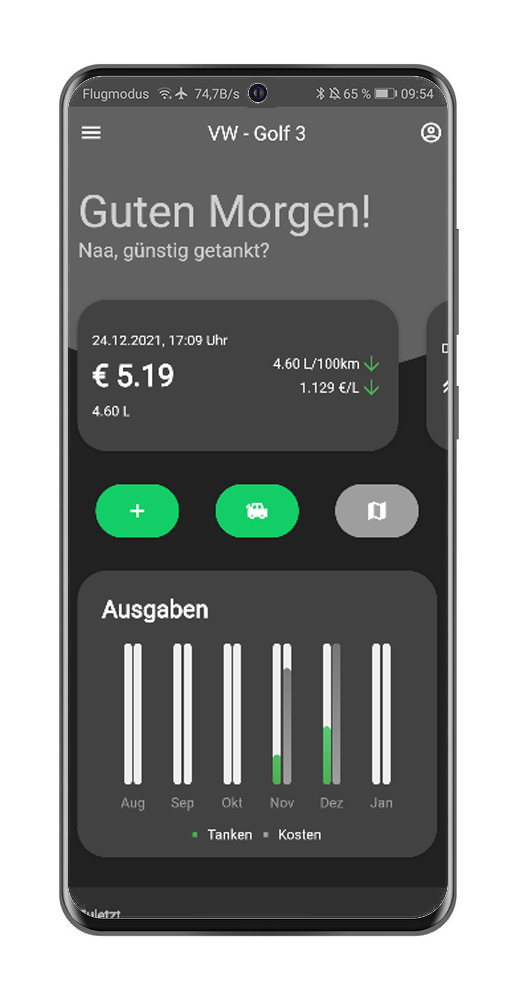 Flugmodus 74,7B/s 65 % 09:54
VW - Golf 3
Guten Morgen!
Naa, günstig getankt?
24.12.2021, 17:09 Uhr
€ 5.19
4.60 L/100km
1.129 €/L
4.60 L
Ausgaben
Aug Sep Okt Nov Dez Jan
Tanken Kosten